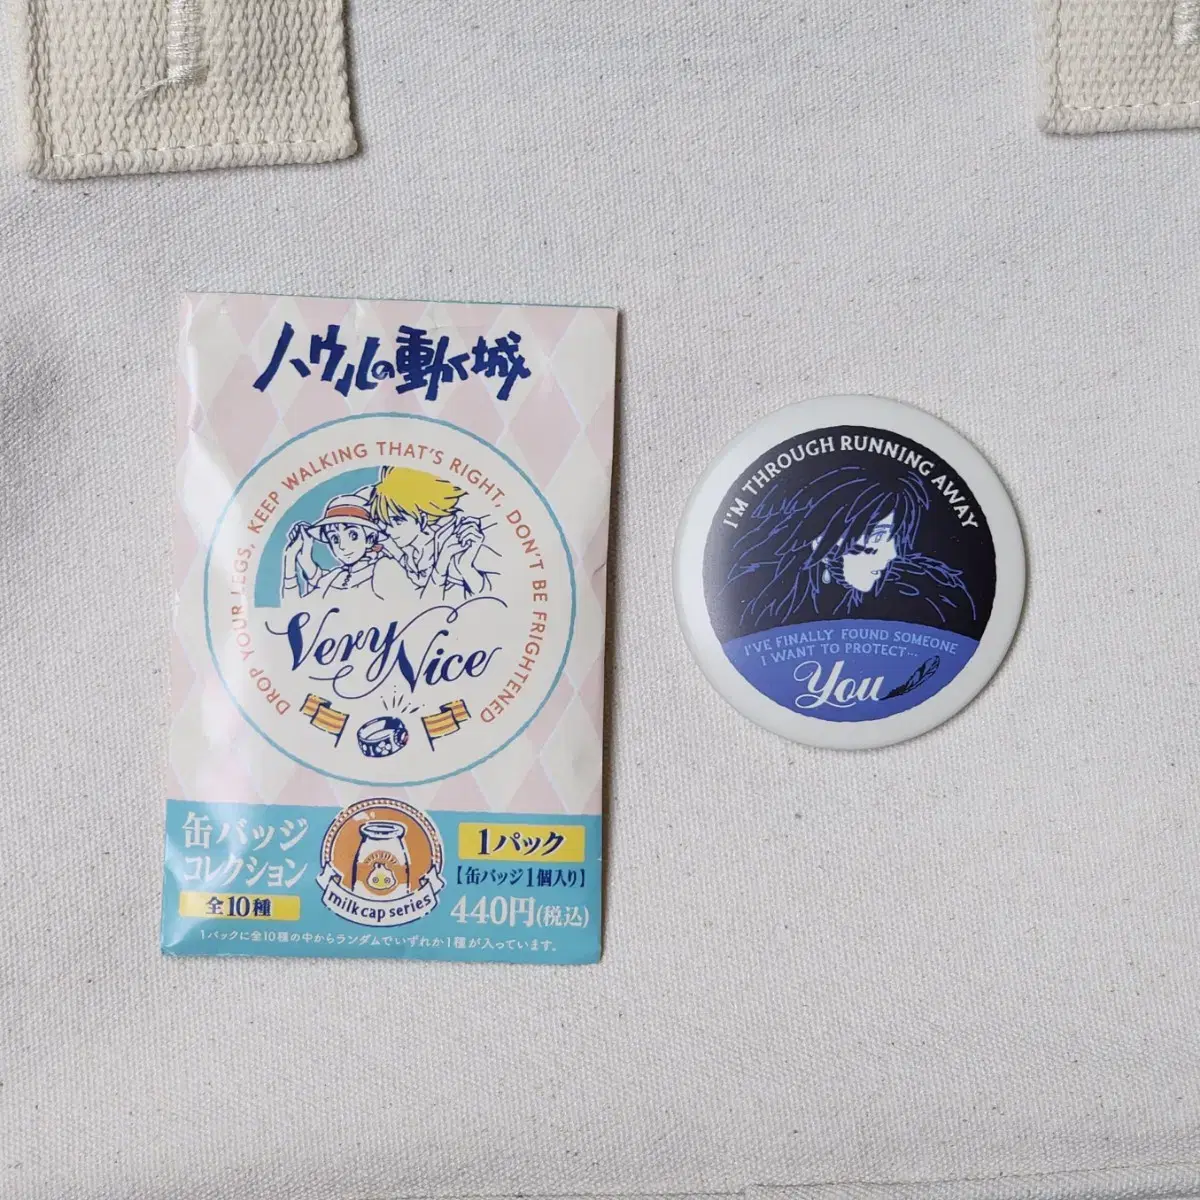 ハウルの動く城
DROP YOUR LEGS, KEEP WALKING THAT'S RIGHT, DON'T BE FRIGHTENED
Very Nice
缶バッジ
コレクション
全10種
milk cap series
1パック
【缶バッジ1個入り】
440円(税込)
1パックに全10種の中からランダムでいずれか1種が入っています。
I'M THROUGH RUNNING AWAY
I'VE FINALLY FOUND SOMEONE
I WANT TO PROTECT...
You